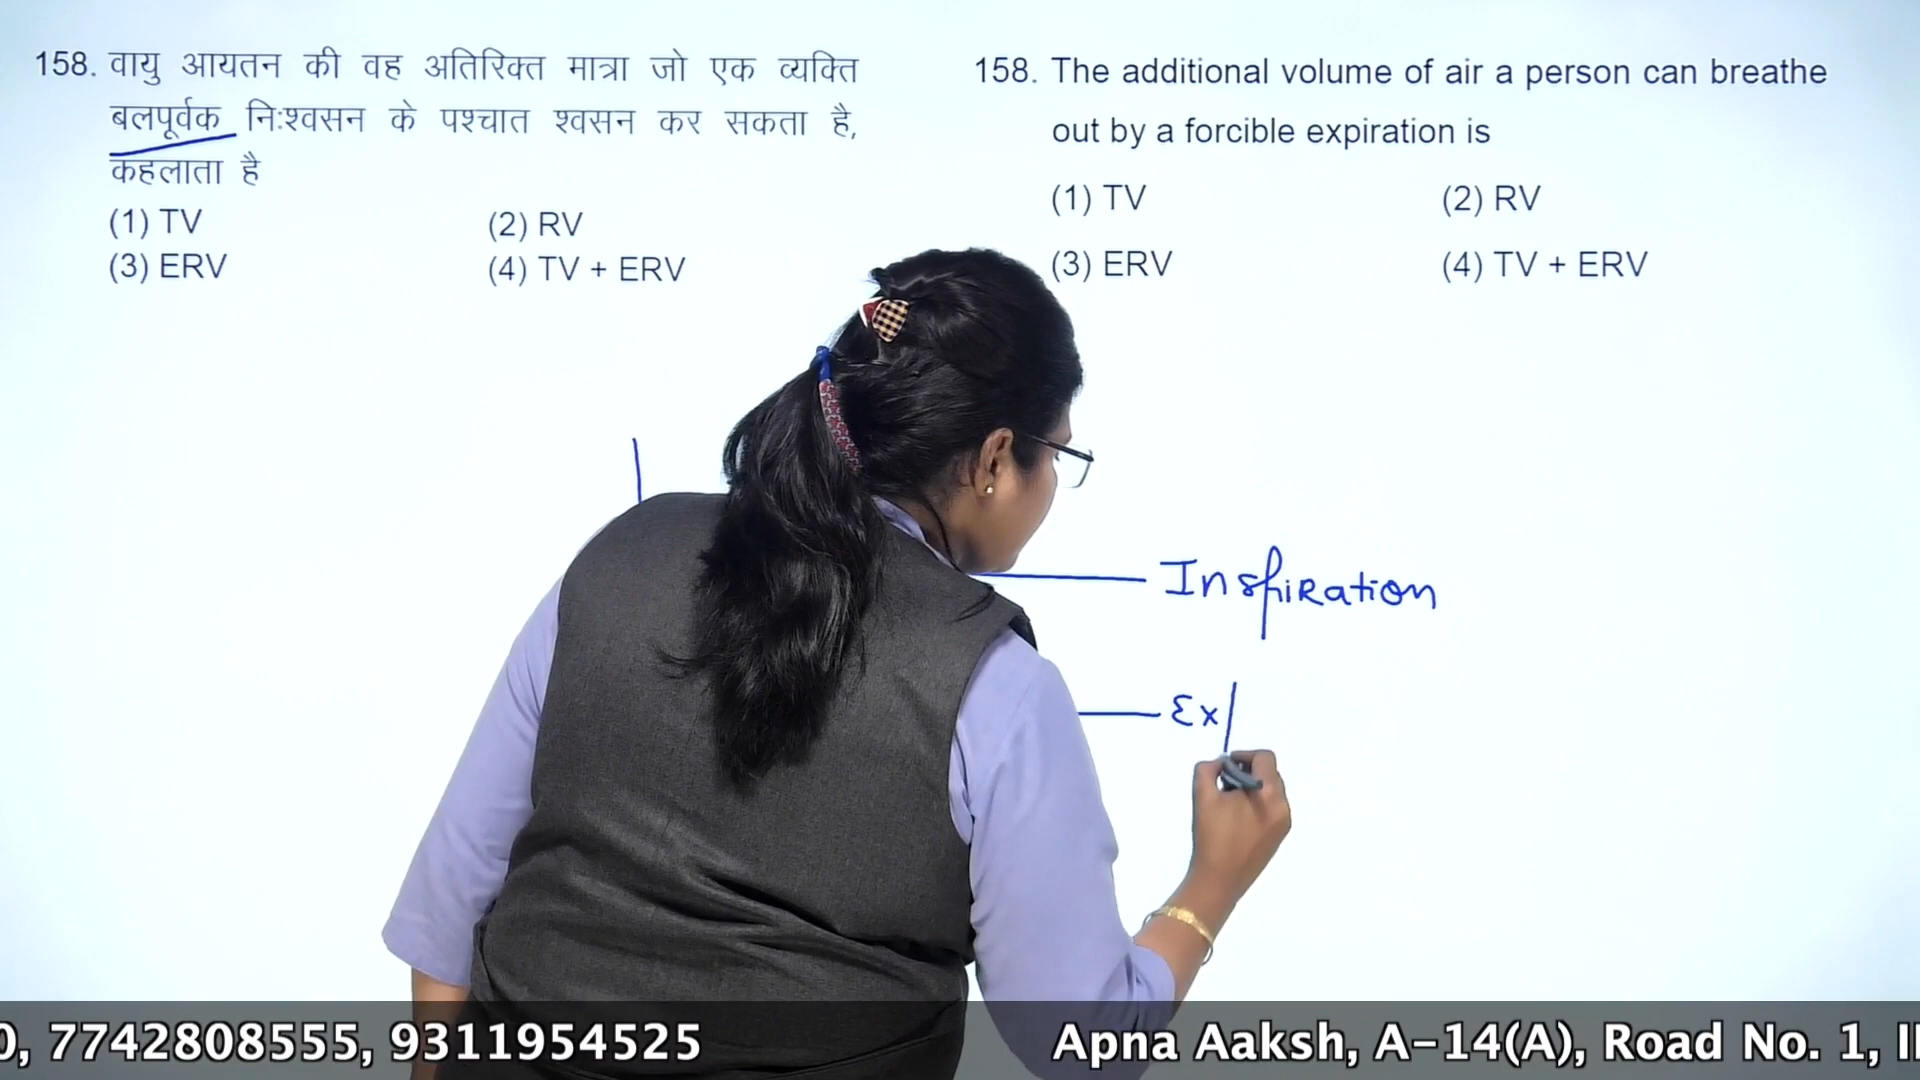 158. वायु आयतन की वह अतिरिक्त मात्रा जो एक व्यक्ति
बलपूर्वक निःश्वसन के पश्चात श्वसन कर सकता है,
कहलाता है
(1) TV (2) RV
(3) ERV (4) TV + ERV
158. The additional volume of air a person can breathe
out by a forcible expiration is
(1) TV (2) RV
(3) ERV (4) TV + ERV
Inspiration
Ex
0, 7742808555, 9311954525 Apna Aaksh, A-14(A), Road No. 1,